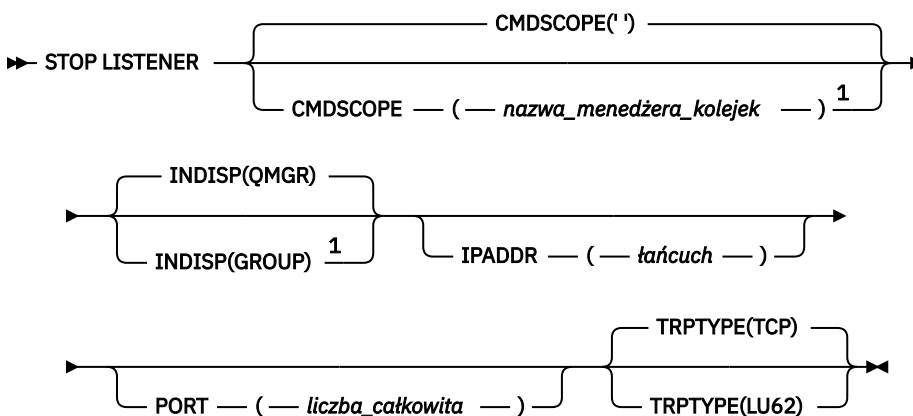 CMDSCOPE(' ')
STOP LISTENER
CMDSCOPE ( nazwa_menedżera_kolejek ) 1
INDISP(QMGR)
INDISP(GROUP) 1
IPADDR ( łańcuch )
TRPTYPE(TCP)
PORT ( liczba_całkowita )
TRPTYPE(LU62)